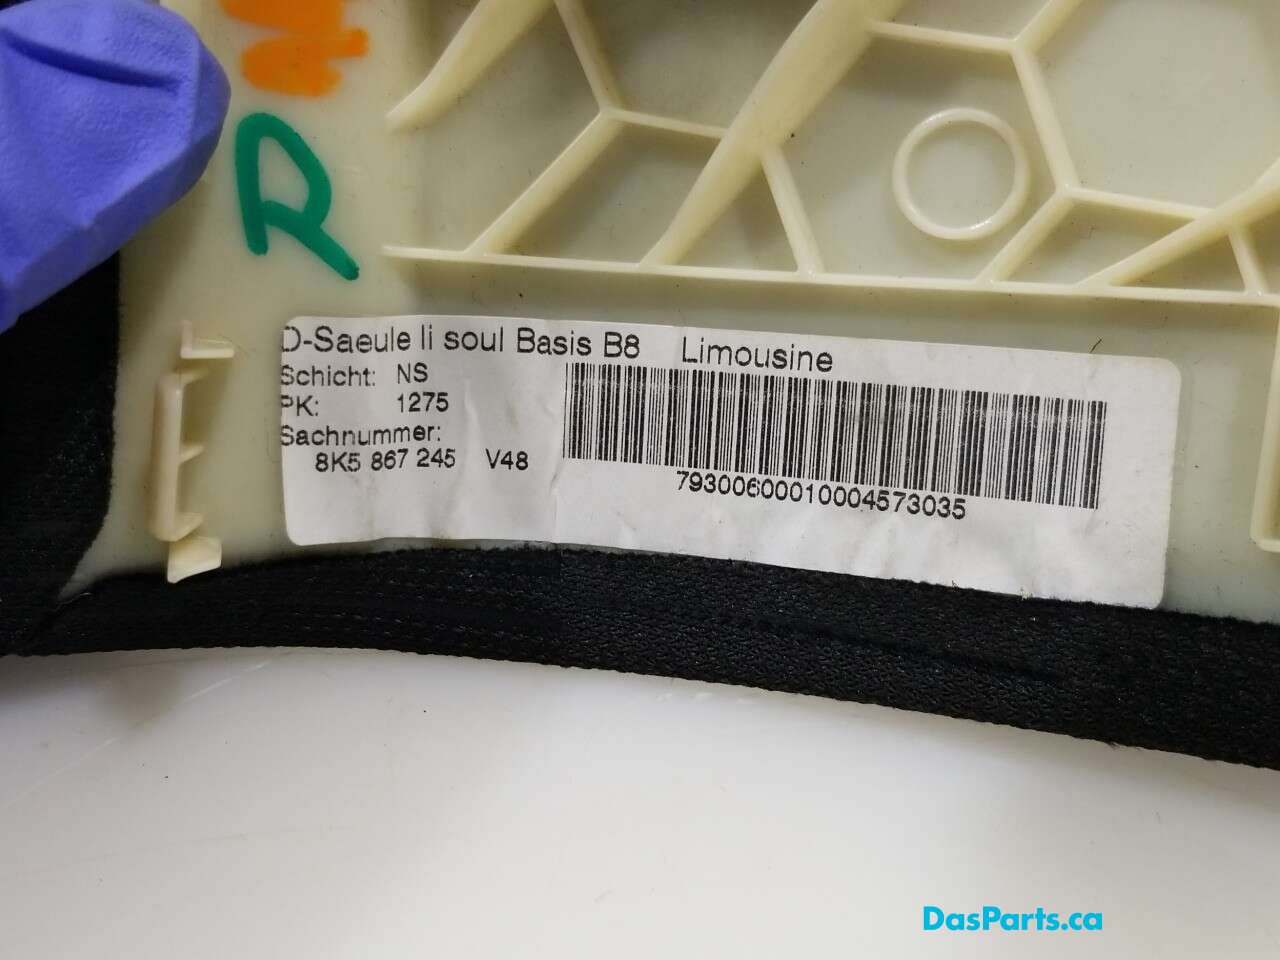 R
D-Saeule li soul Basis B8 Limousine
Schicht: NS
PK: 1275
Sachnummer:
8K5 867 245 V48
79300600010004573035
DasParts.ca